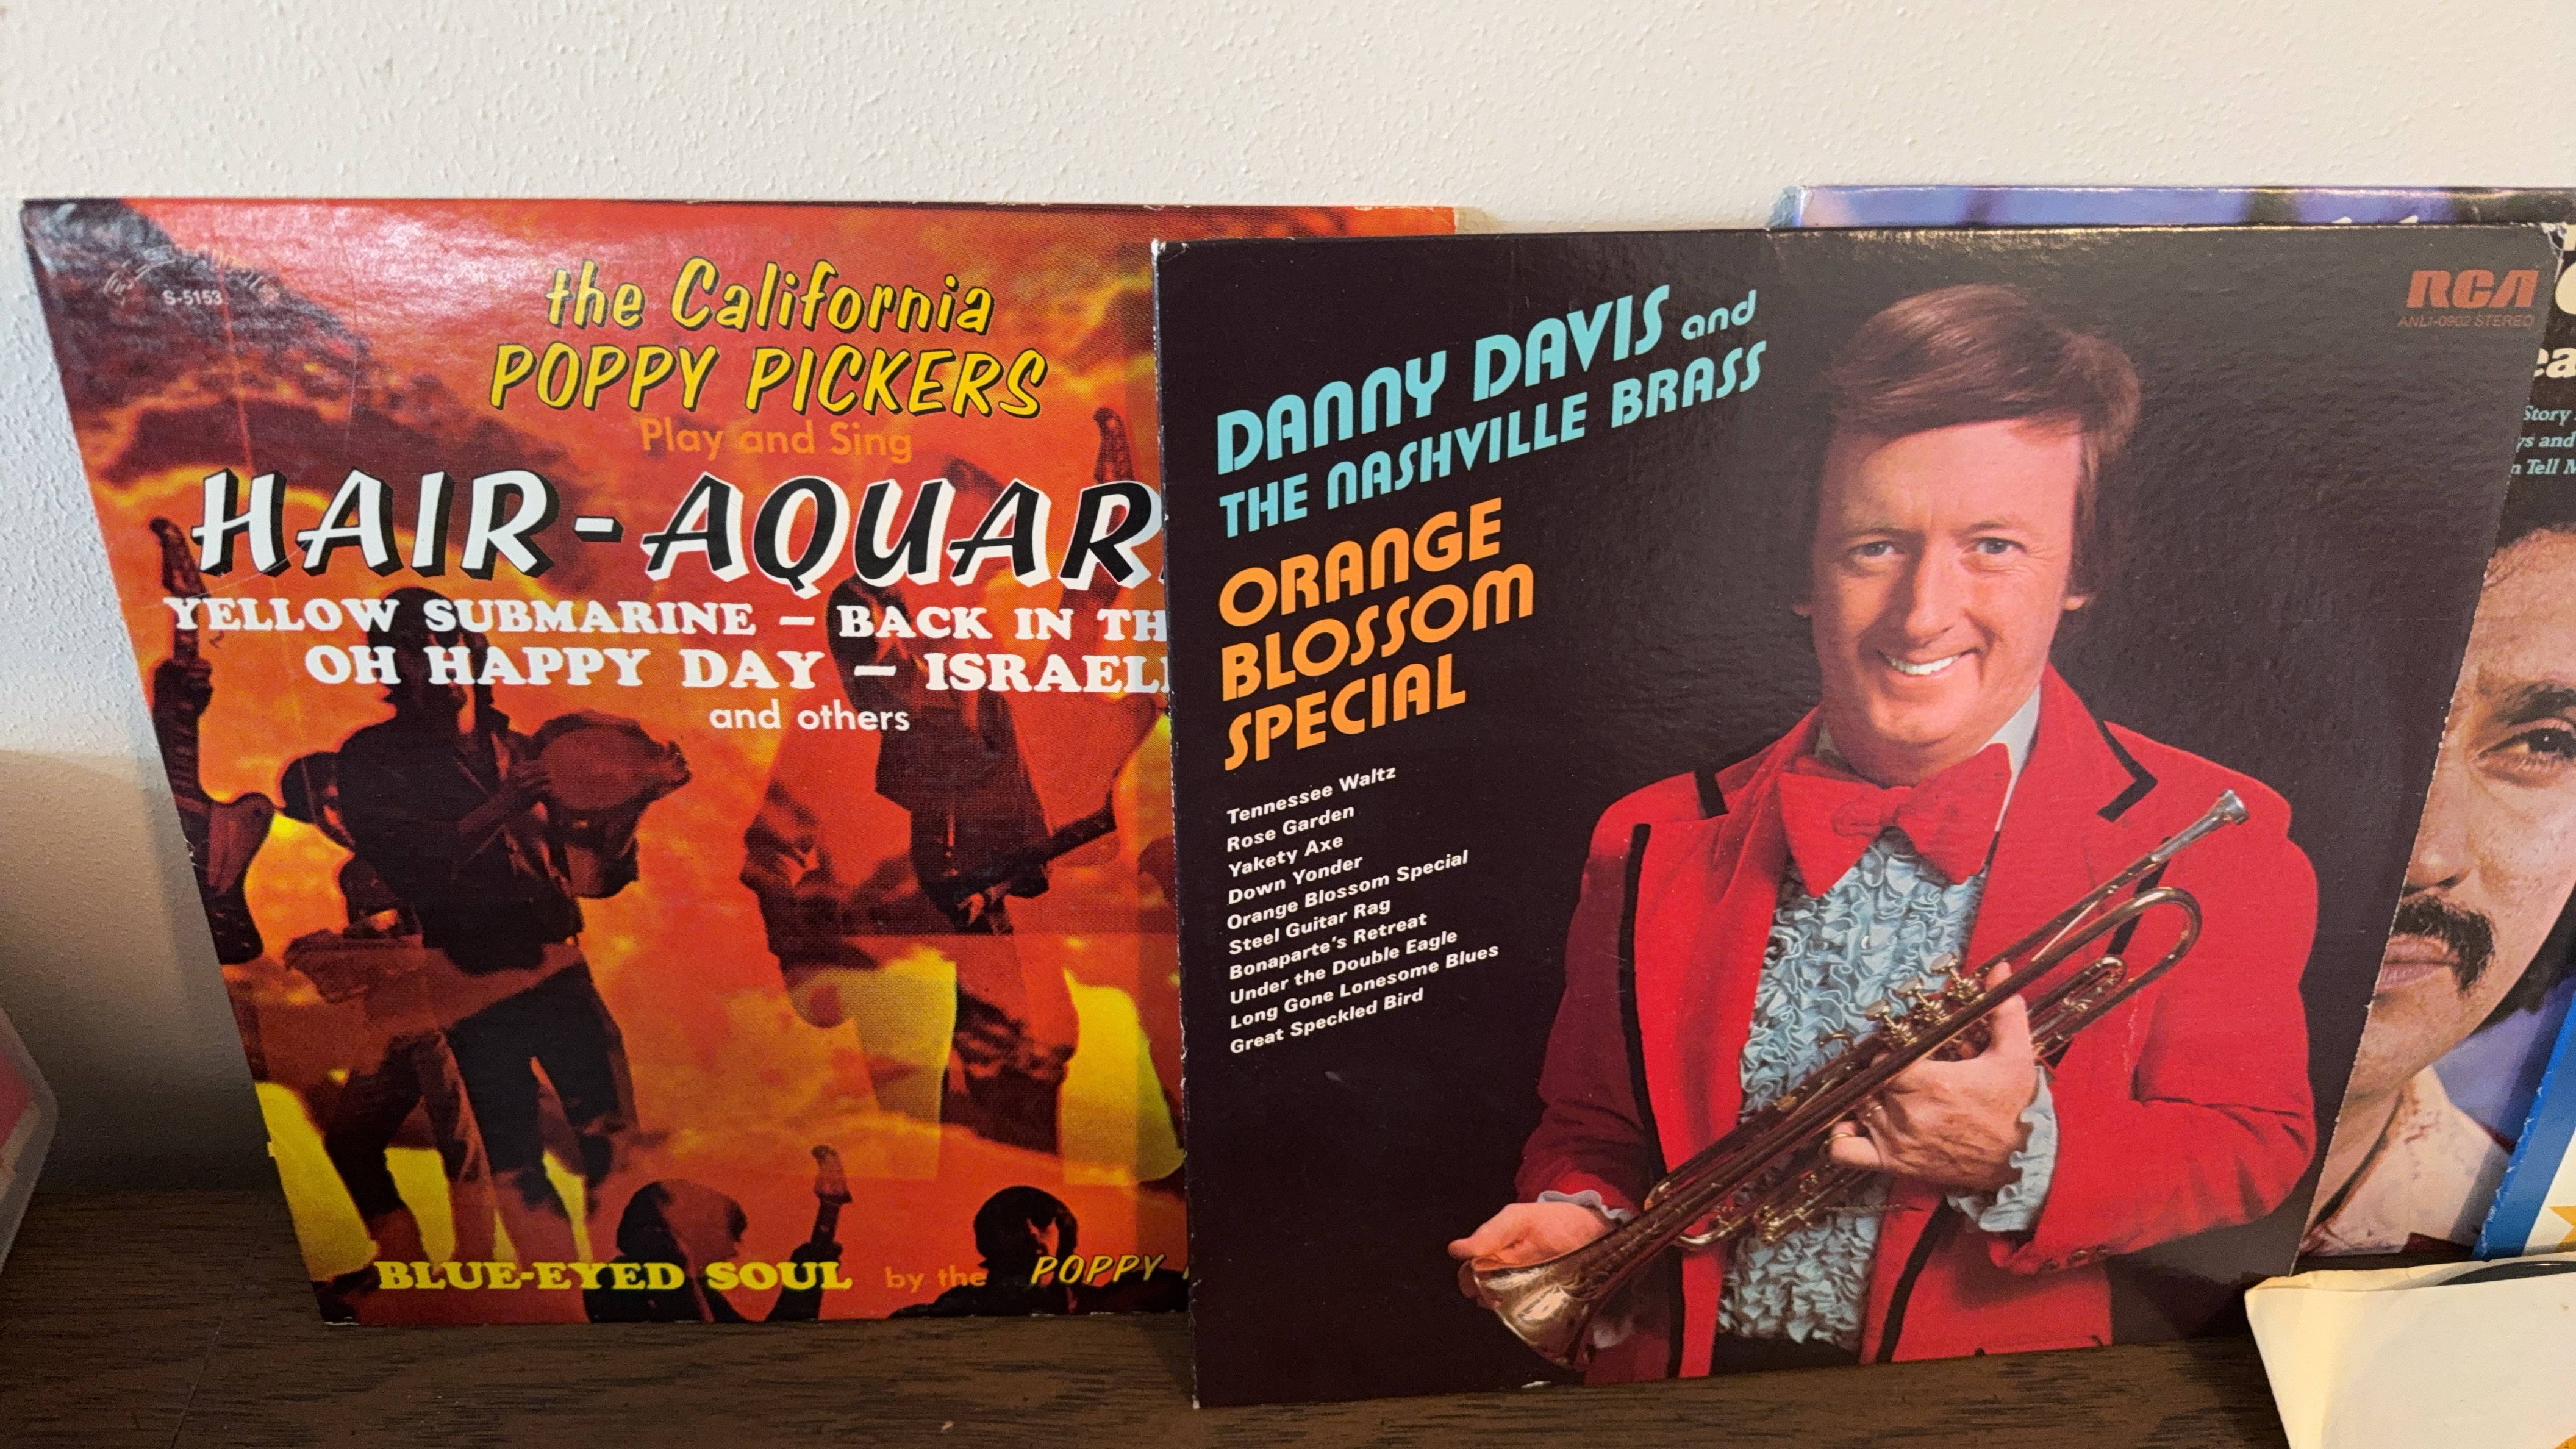 S-5153
the California
POPPY PICKERS
Play and Sing
HAIR-AQUAR
YELLOW SUBMARINE — BACK IN TH
OH HAPPY DAY — ISRAEL
and others
BLUE-EYED SOUL by the POPPY
DANNY DAVIS and
THE NASHVILLE BRASS
ORANGE
BLOSSOM
SPECIAL
Tennessee Waltz
Rose Garden
Yakety Axe
Down Yonder
Orange Blossom Special
Steel Guitar Rag
Bonaparte's Retreat
Under the Double Eagle
Long Gone Lonesome Blues
Great Speckled Bird
RCA
ANL1-0902 STEREO
ea
Story
ys and
n Tell M